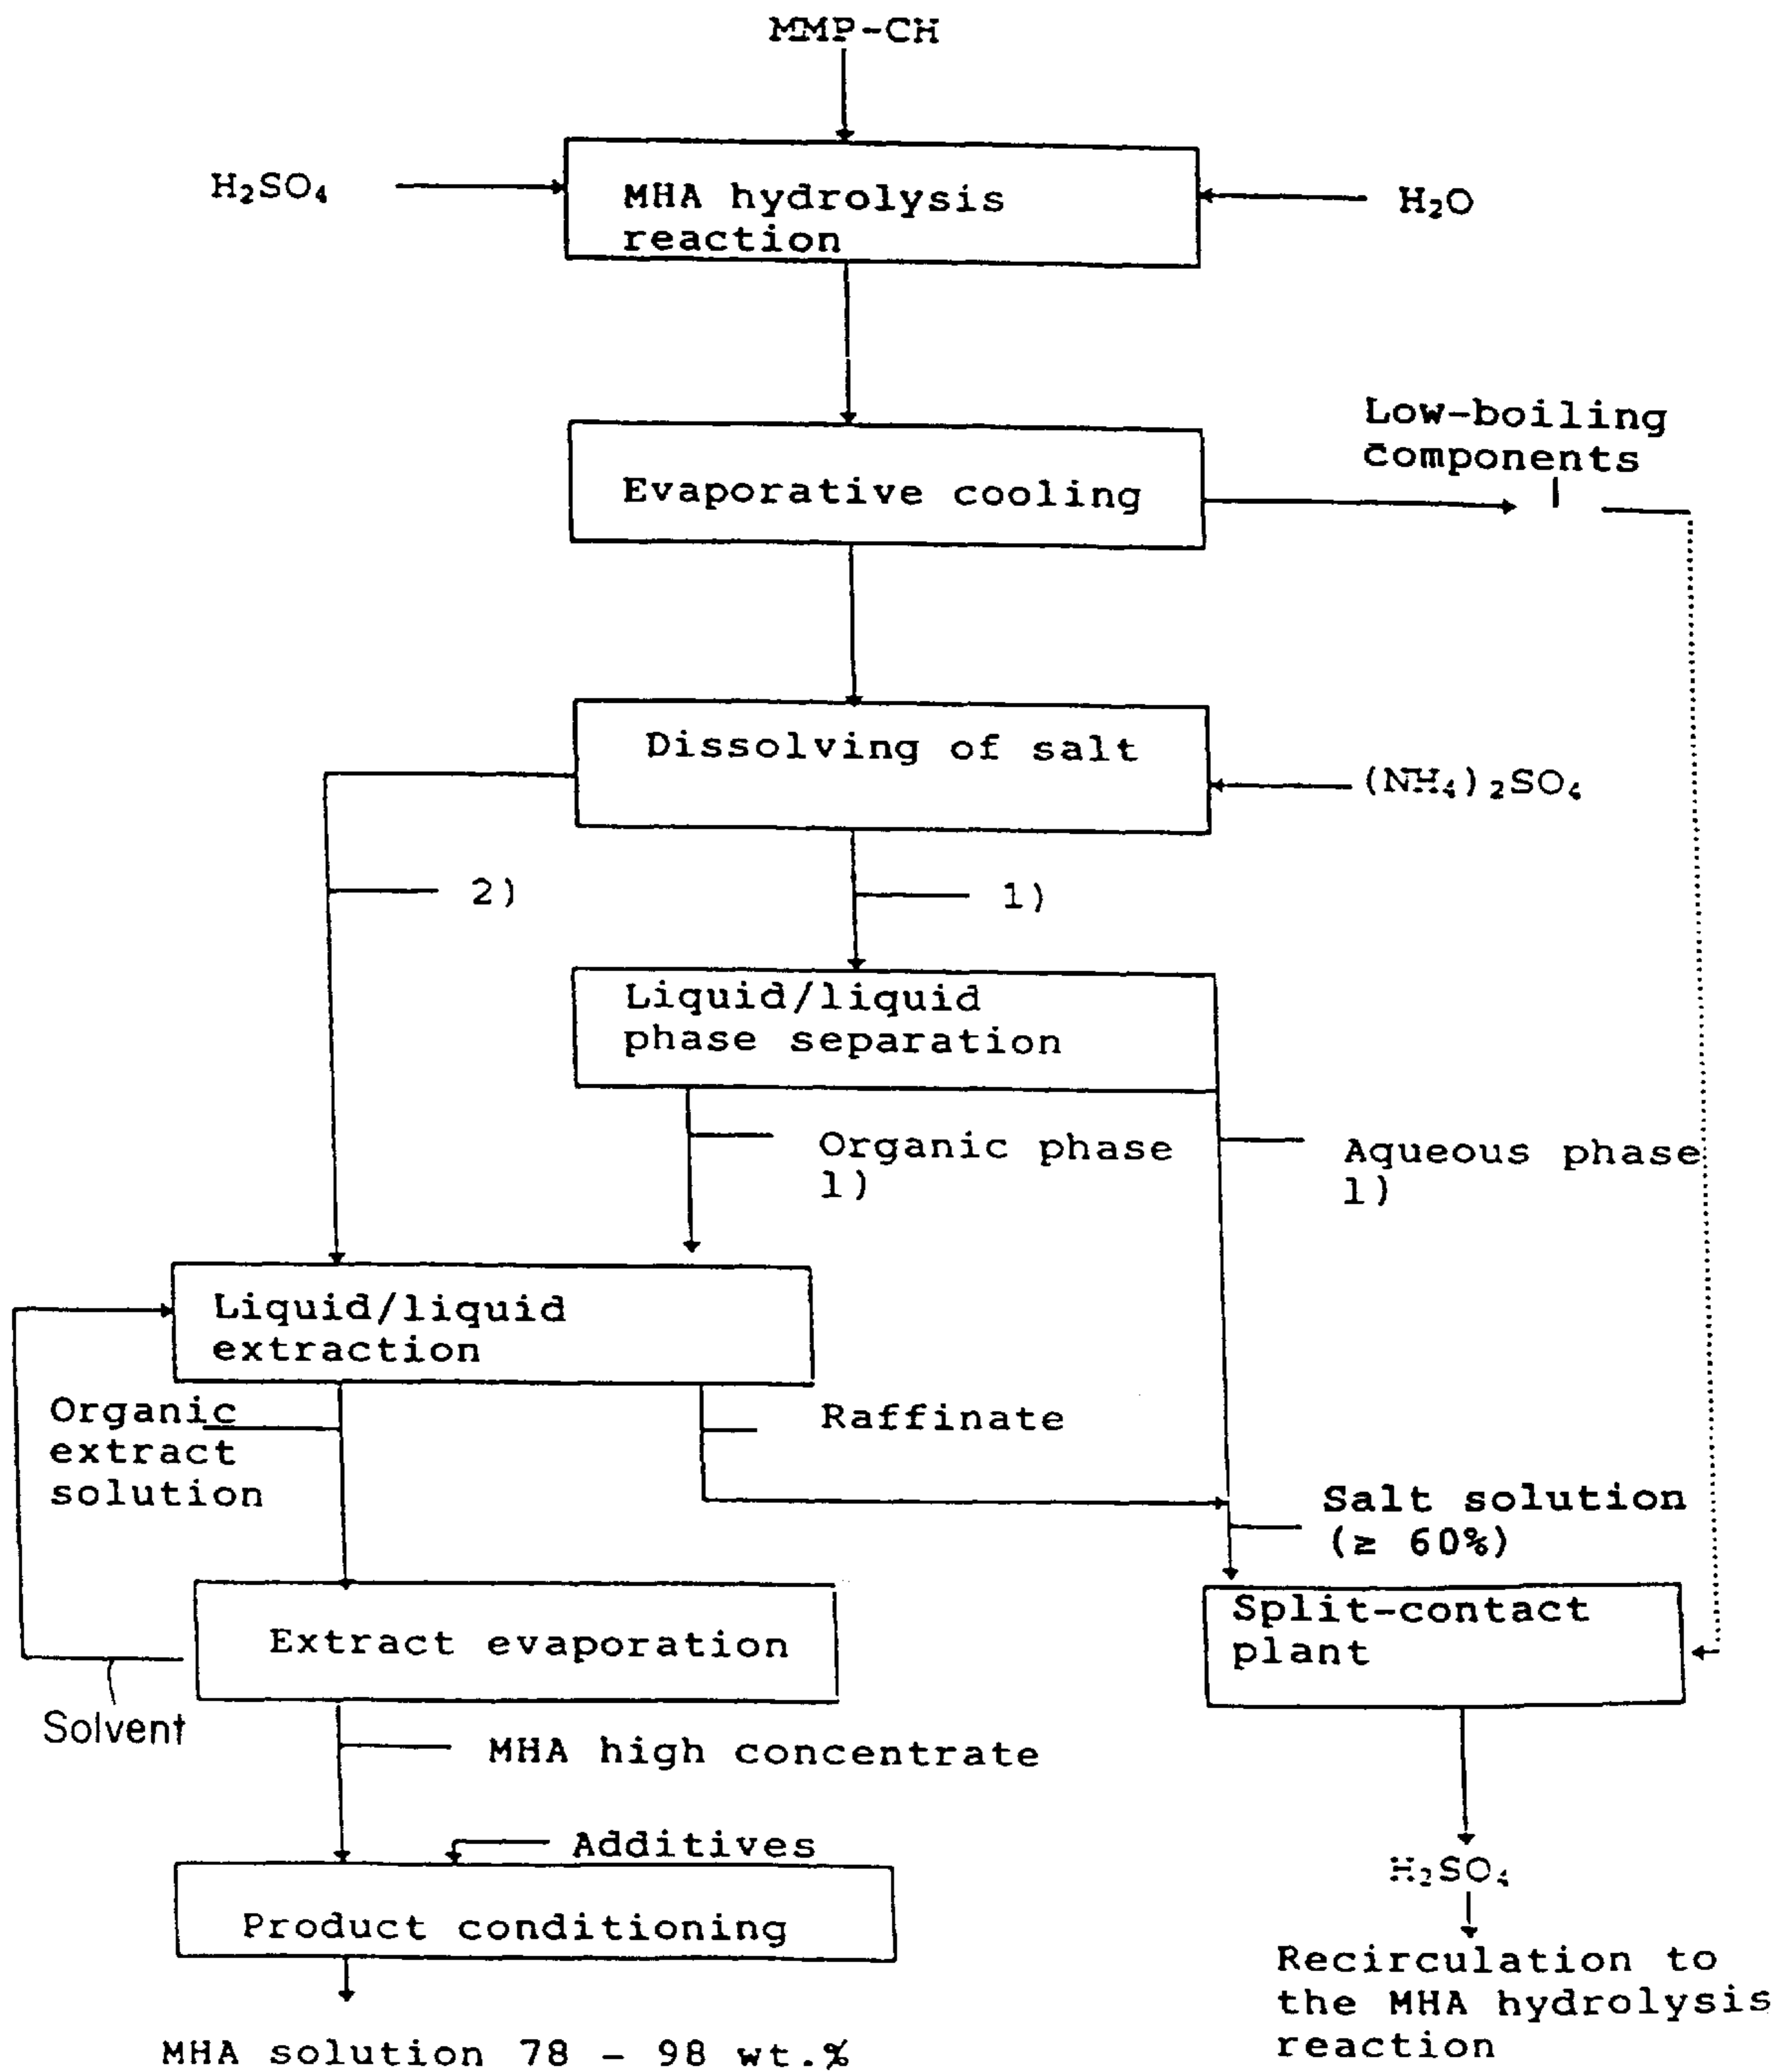 MMP-CH
H₂SO₄
MHA hydrolysis
reaction
H₂O
Low-boiling
components
Evaporative cooling
Dissolving of salt
(NH₄)₂SO₄
2)
1)
Liquid/liquid
phase separation
Organic phase
1)
Aqueous phase
1)
Liquid/liquid
extraction
Organic
extract
solution
Raffinate
Salt solution
(≥ 60%)
Extract evaporation
Split-contact
plant
Solvent
MHA high concentrate
Additives
H₂SO₄
Product conditioning
Recirculation to
the MHA hydrolysis
reaction
MHA solution 78 – 98 wt.%